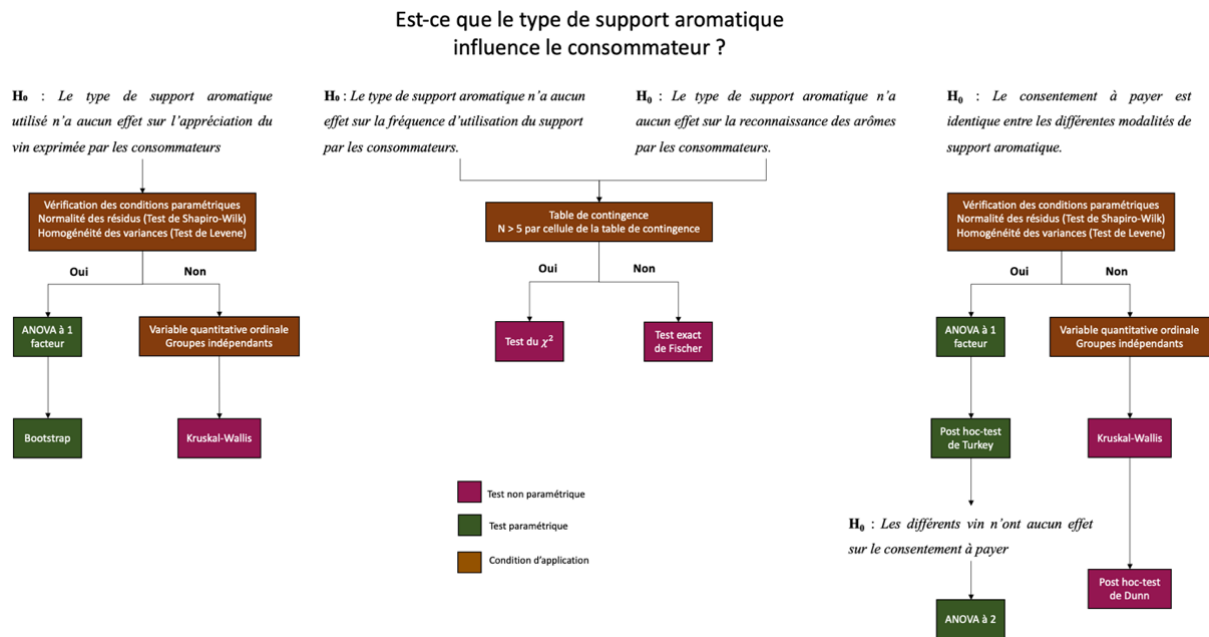 Est-ce que le type de support aromatique
influence le consommateur ?
H₀ : Le type de support aromatique
utilisé n'a aucun effet sur l'appréciation du
vin exprimée par les consommateurs
H₀ : Le type de support aromatique n'a aucun
effet sur la fréquence d'utilisation du support
par les consommateurs.
H₀ : Le type de support aromatique n'a
aucun effet sur la reconnaissance des arômes
par les consommateurs.
H₀ : Le consentement à payer est
identique entre les différentes modalités de
support aromatique.
Vérification des conditions paramétriques
Normalité des résidus (Test de Shapiro-Wilk)
Homogénéité des variances (Test de Levene)
Oui
Non
ANOVA à 1
facteur
Variable quantitative ordinale
Groupes indépendants
Bootstrap
Kruskal-Wallis
Table de contingence
N > 5 par cellule de la table de contingence
Oui
Non
Test du χ²
Test exact
de Fischer
Vérification des conditions paramétriques
Normalité des résidus (Test de Shapiro-Wilk)
Homogénéité des variances (Test de Levene)
Oui
Non
ANOVA à 1
facteur
Variable quantitative ordinale
Groupes indépendants
Post hoc-test
de Turkey
Kruskal-Wallis
H₀ : Les différents vin n'ont aucun effet
sur le consentement à payer
Post hoc-test
de Dunn
ANOVA à 2
Test non paramétrique
Test paramétrique
Condition d'application